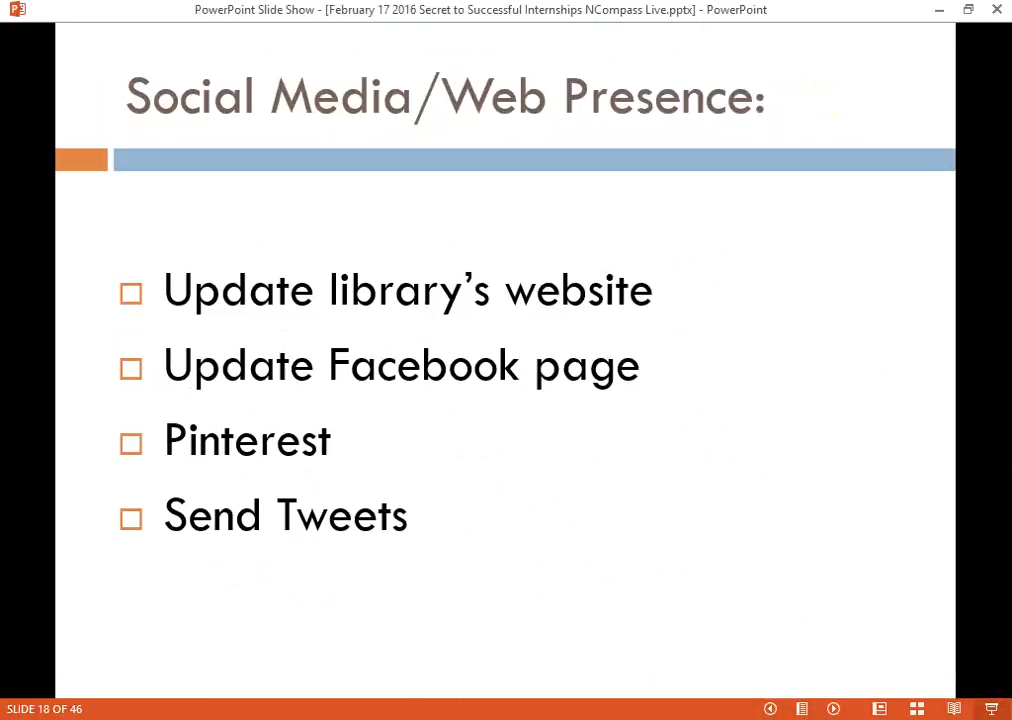 PowerPoint Slide Show - [February 17 2016 Secret to Successful Internships NCompass Live.pptx] - PowerPoint
Social Media/Web Presence:
Update library’s website
Update Facebook page
Pinterest
Send Tweets
SLIDE 18 OF 46